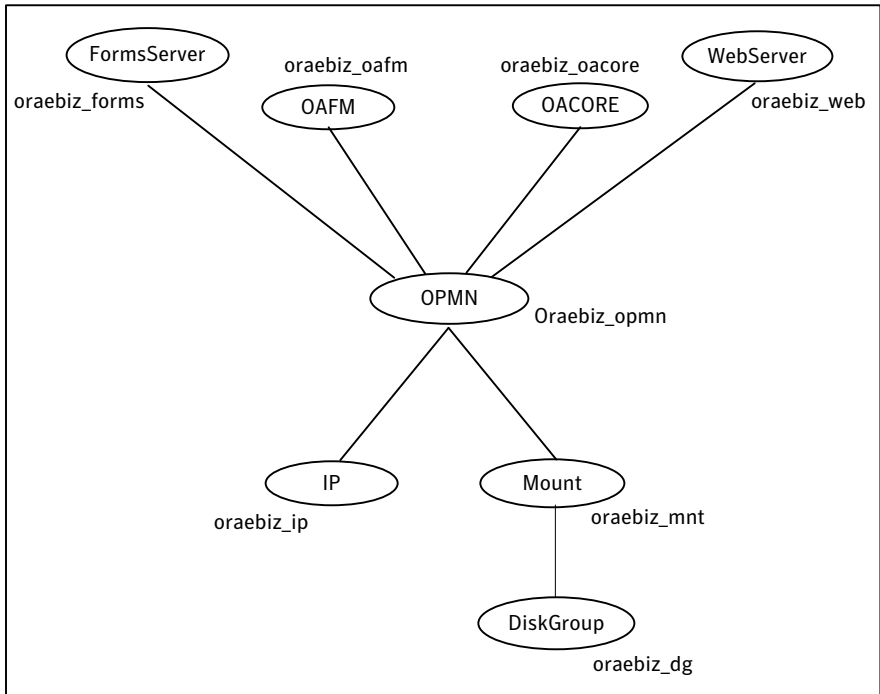 FormsServer
WebServer
oraebiz_oafm
oraebiz_oacore
oraebiz_forms
OAFM
OACORE
oraebiz_web
OPMN
Oraebiz_opmn
IP
Mount
oraebiz_ip
oraebiz_mnt
DiskGroup
oraebiz_dg